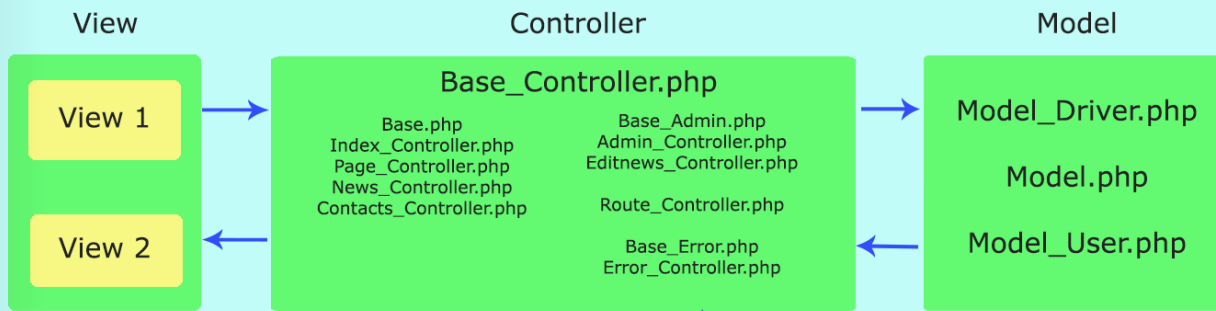 View
Controller
Model
View 1
View 2
Base_Controller.php
Base.php
Index_Controller.php
Page_Controller.php
News_Controller.php
Contacts_Controller.php
Base_Admin.php
Admin_Controller.php
Editnews_Controller.php
Route_Controller.php
Base_Error.php
Error_Controller.php
Model_Driver.php
Model.php
Model_User.php